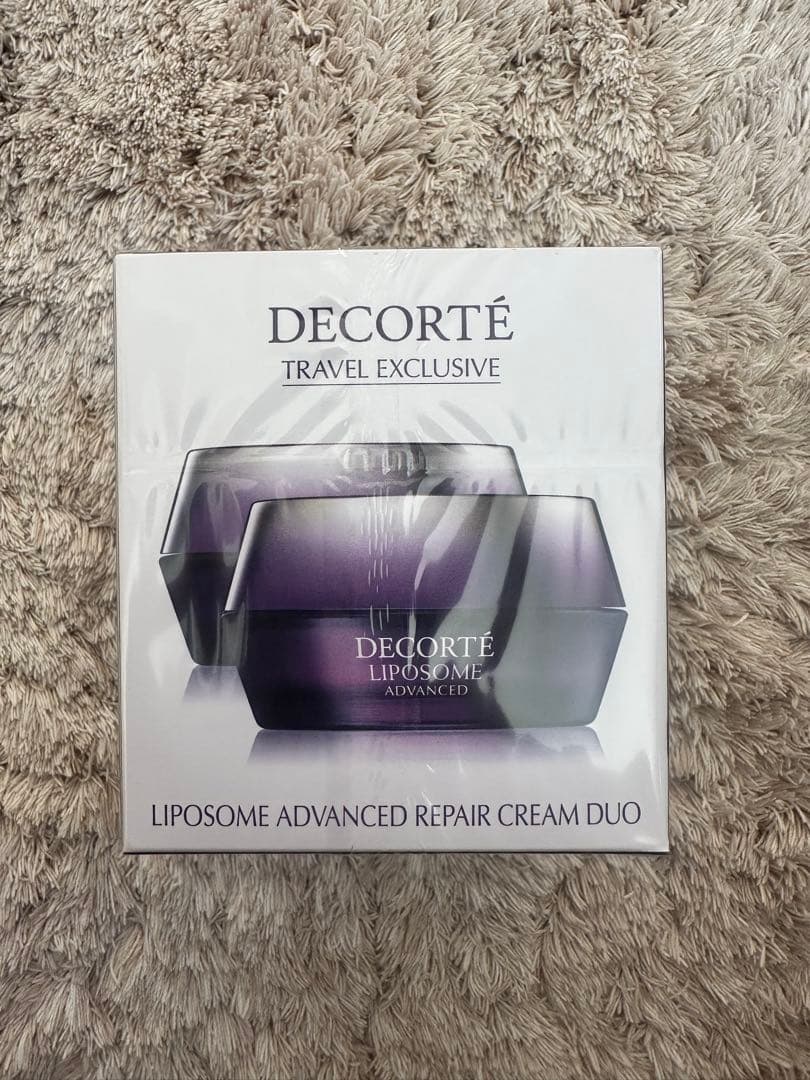 DECORTÉ
TRAVEL EXCLUSIVE
DECORTÉ
LIPOSOME
ADVANCED
LIPOSOME ADVANCED REPAIR CREAM DUO